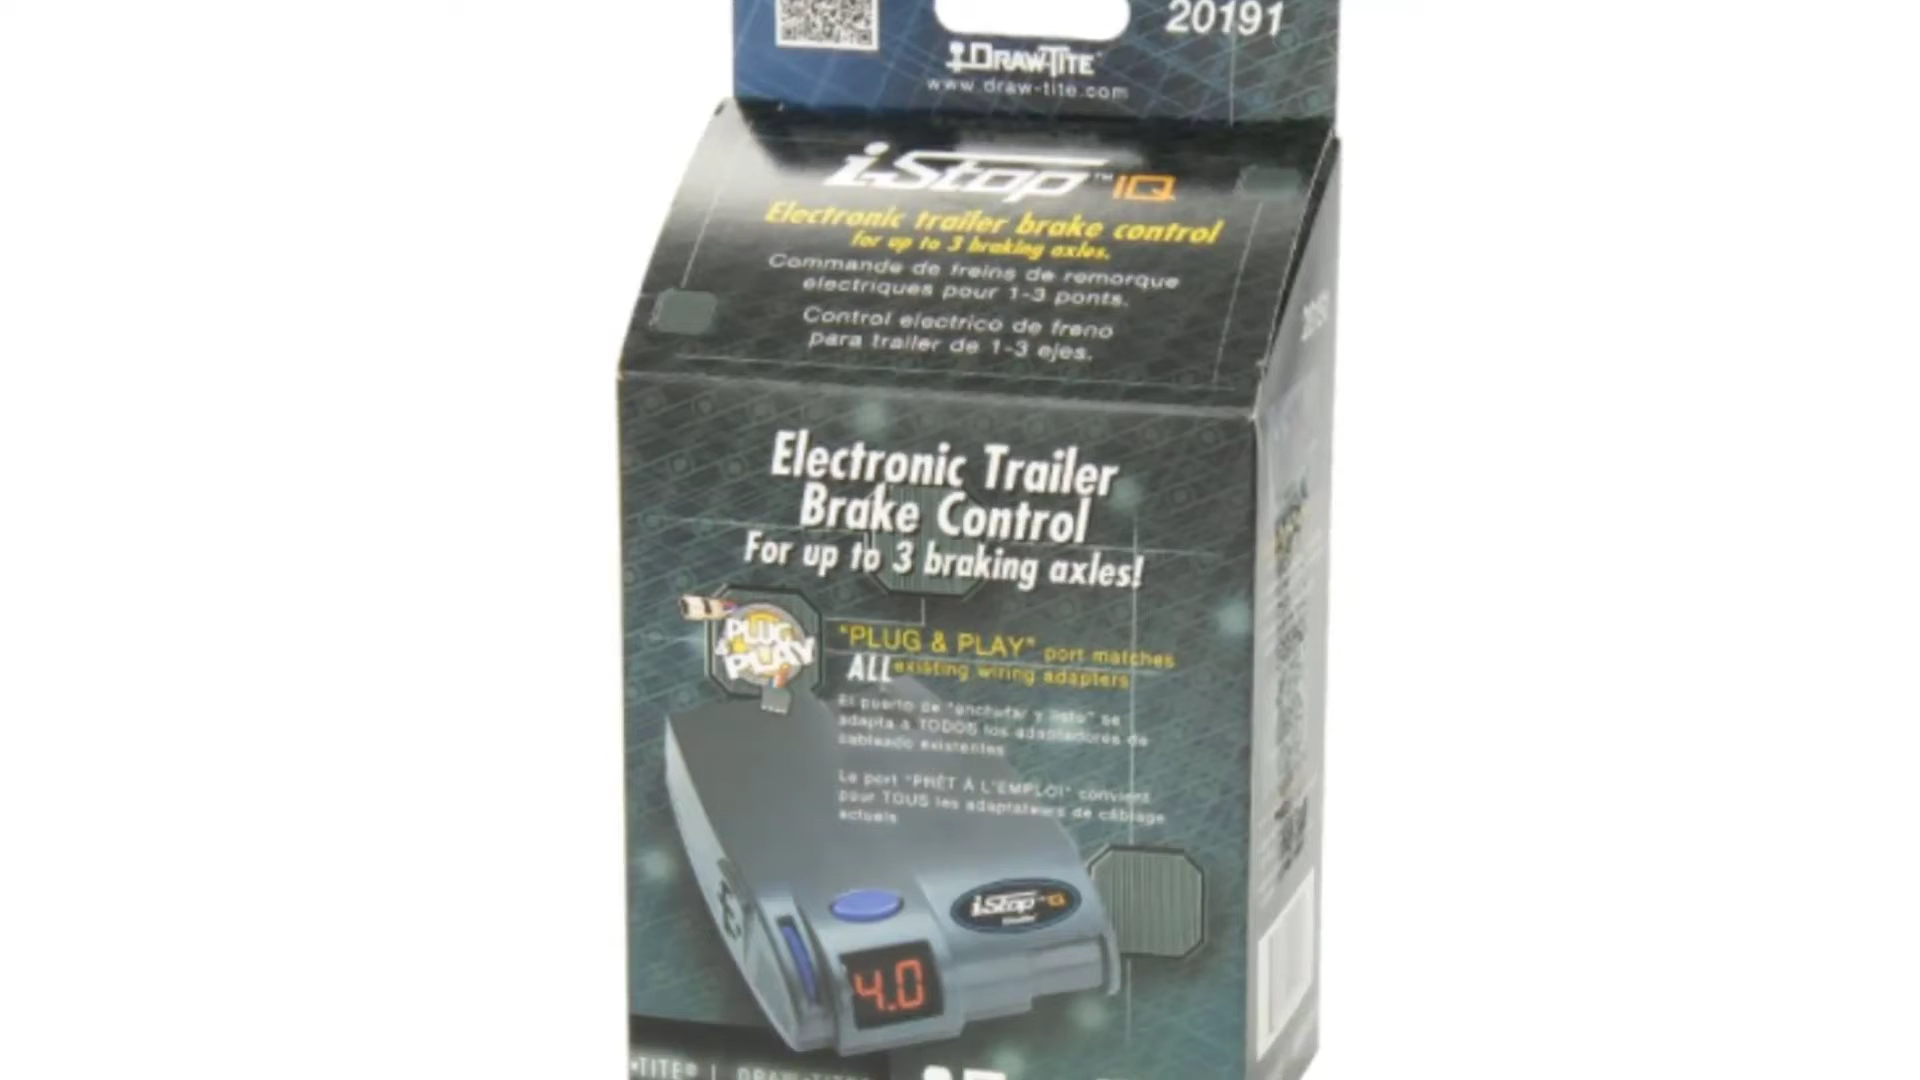 20191
DRAW-TITE
www.draw-tite.com
i-Stop™ IQ
Electronic trailer brake control
for up to 3 braking axles.
Commande de freins de remorque
electriques pour 1-3 ponts.
Control electrico de freno
para trailer de 1-3 ejes.
Electronic Trailer
Brake Control
For up to 3 braking axles!
PLUG
& PLAY
"PLUG & PLAY" port matches
ALL existing wiring adapters
El puerto de "enchufar y listo" se
adapta a TODOS los adaptadores de
cableado existentes
Le port "PRÊT À L'EMPLOI" convient
pour TOUS les adaptateurs de câblage
actuels
i-Stop IQ
4.0
-TITE® | DRAW-TITE®